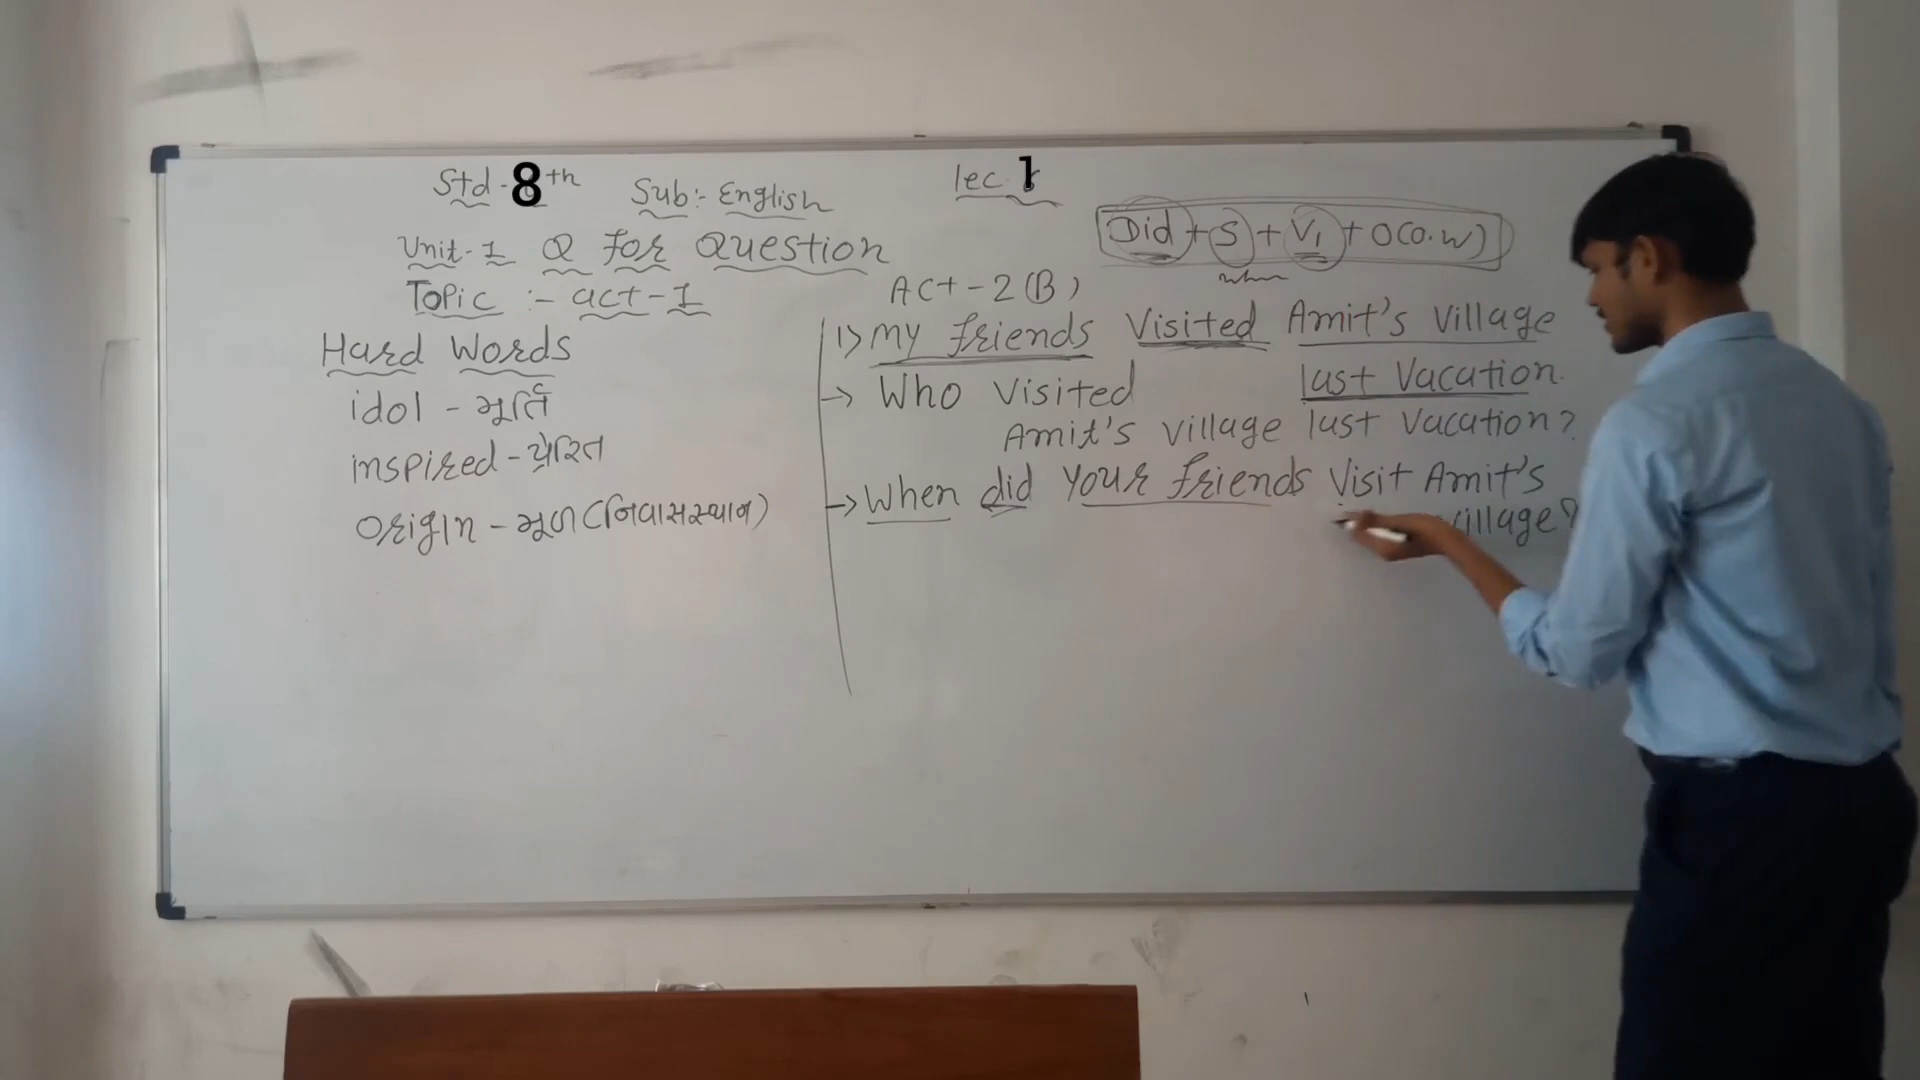 Std - 8th Sub:- English lec 1
Unit-1 Q for Question
Topic :- act-1
Hard Words
idol - મૂર્તિ
inspired - પ્રેરિત
origin - મૂળ (નિવાસસ્થાન)
Did + S + V1 + O(O.W)
when
Act-2(B)
1) My friends Visited Amit's Village
last Vacation.
→ Who Visited
Amit's village last Vacation?
→ When did your friends Visit Amit's
village?